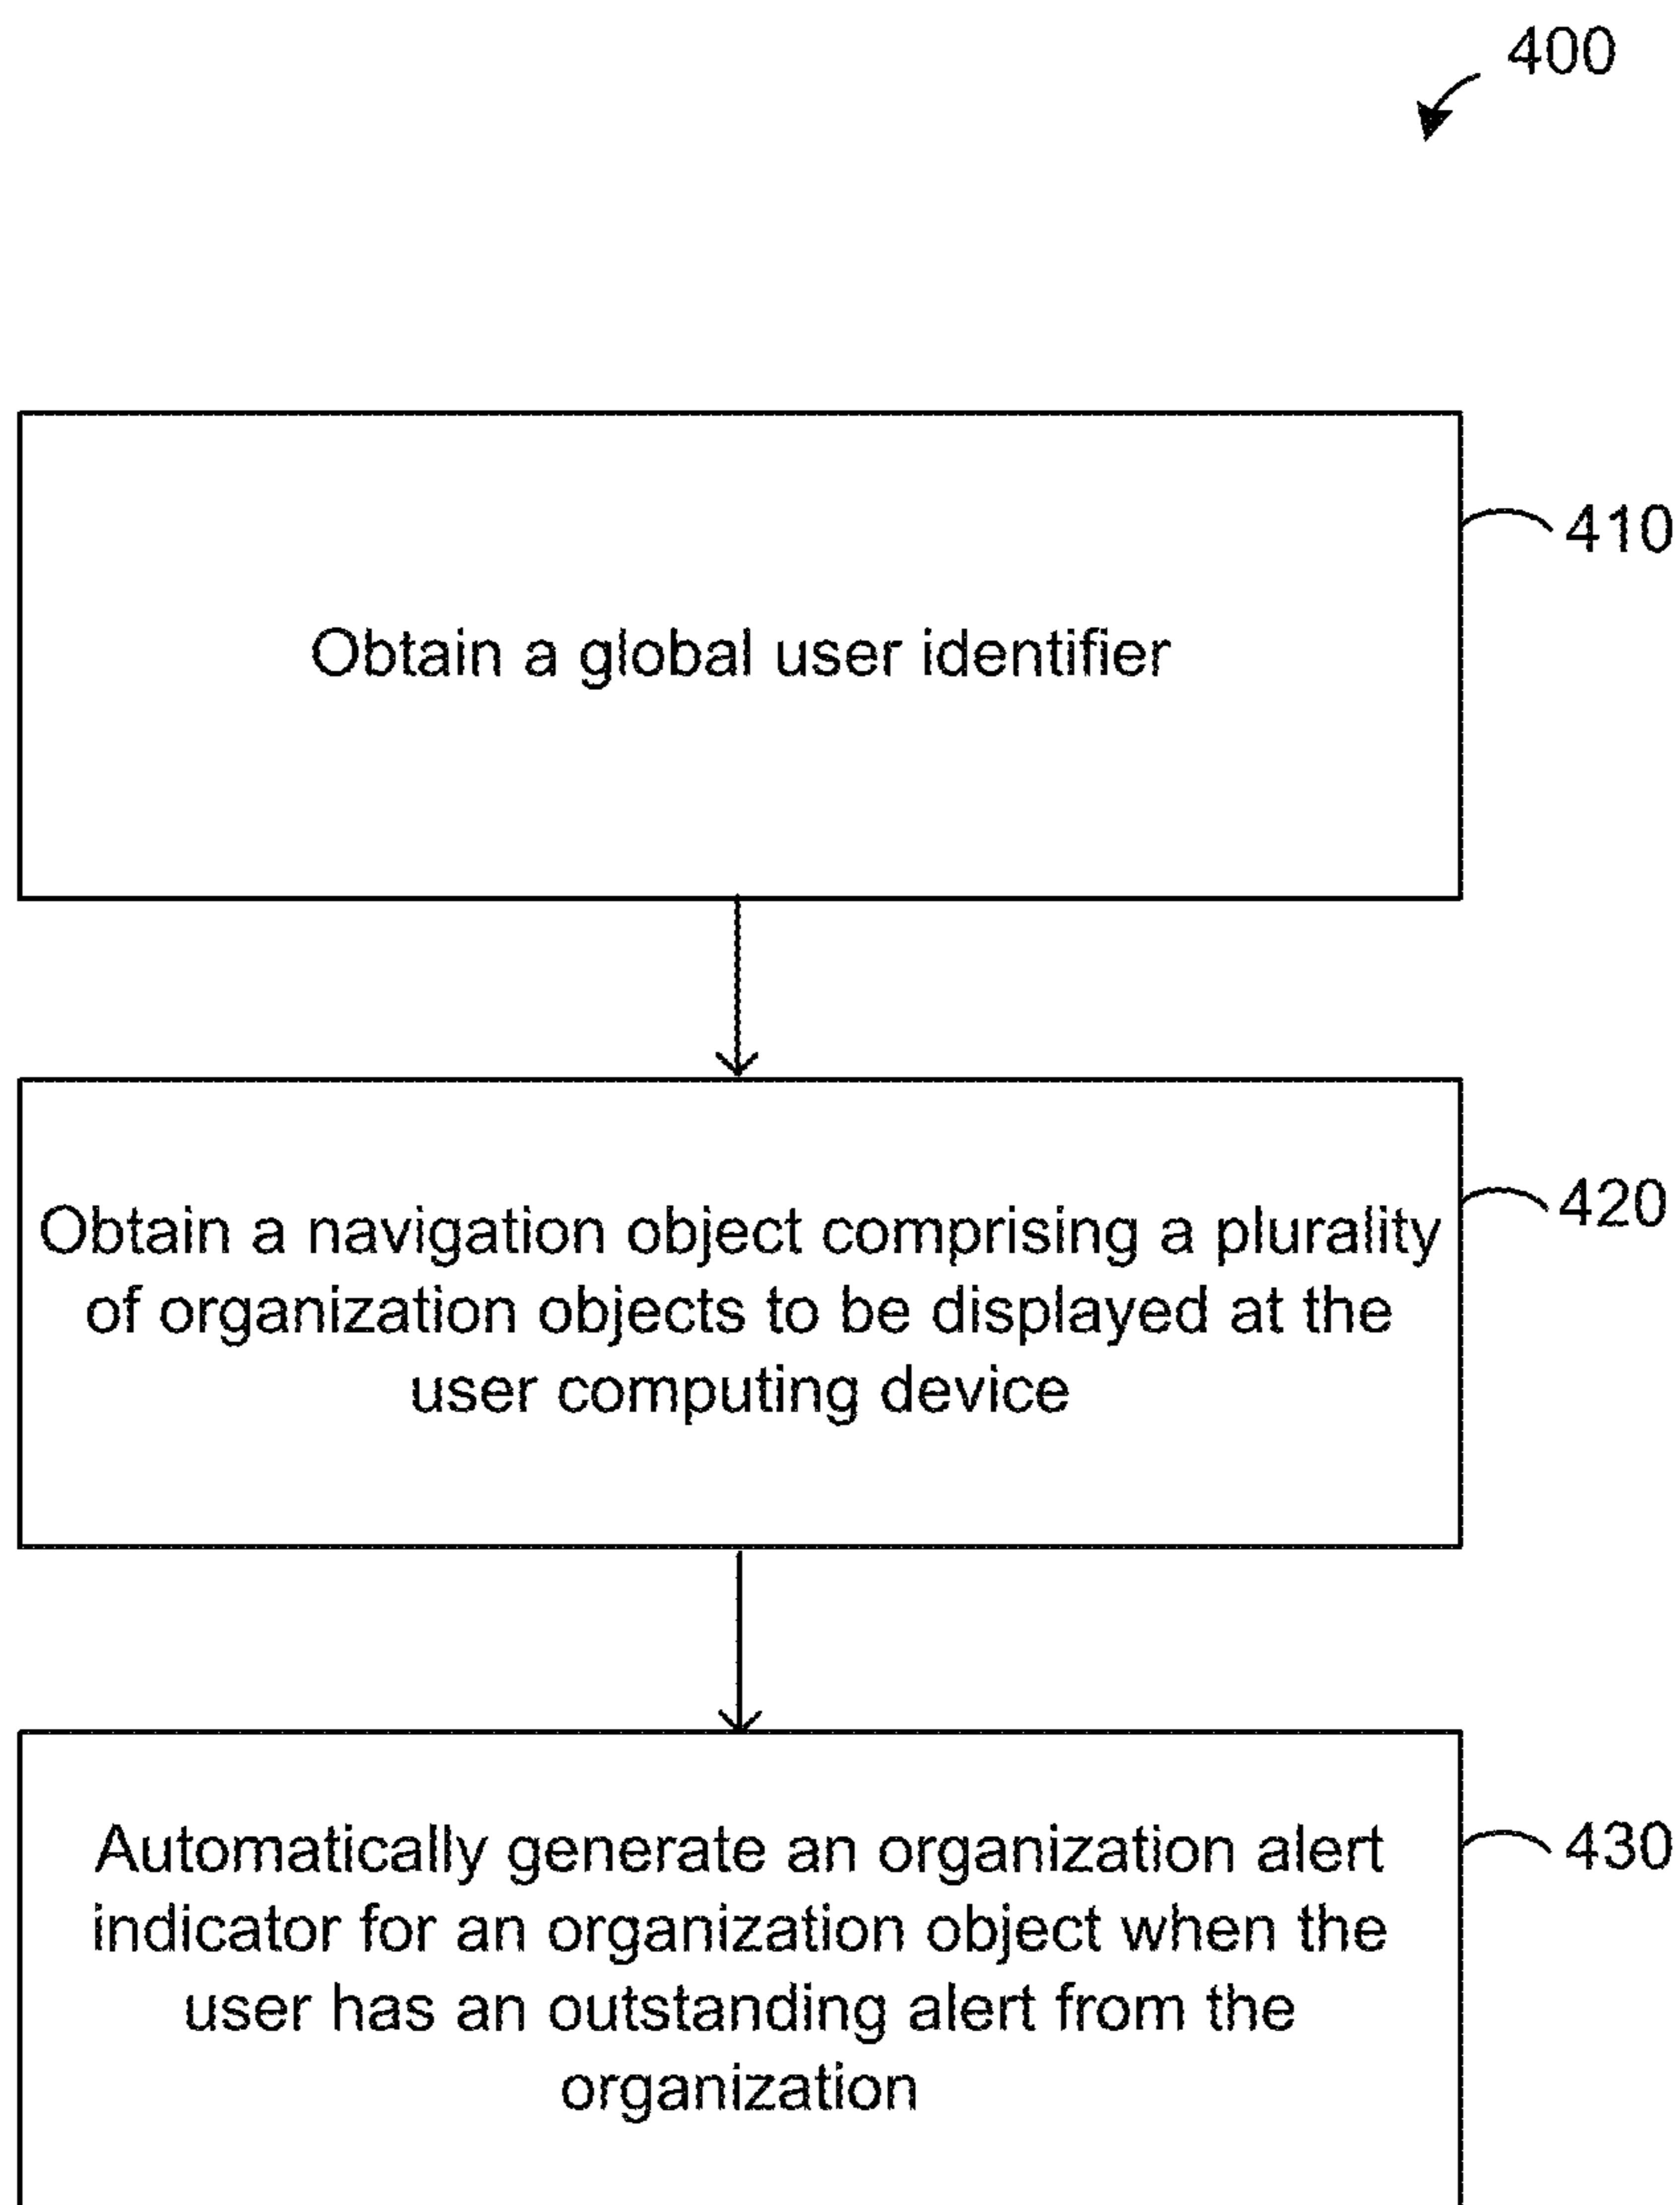 400
410
Obtain a global user identifier
420
Obtain a navigation object comprising a plurality
of organization objects to be displayed at the
user computing device
430
Automatically generate an organization alert
indicator for an organization object when the
user has an outstanding alert from the
organization